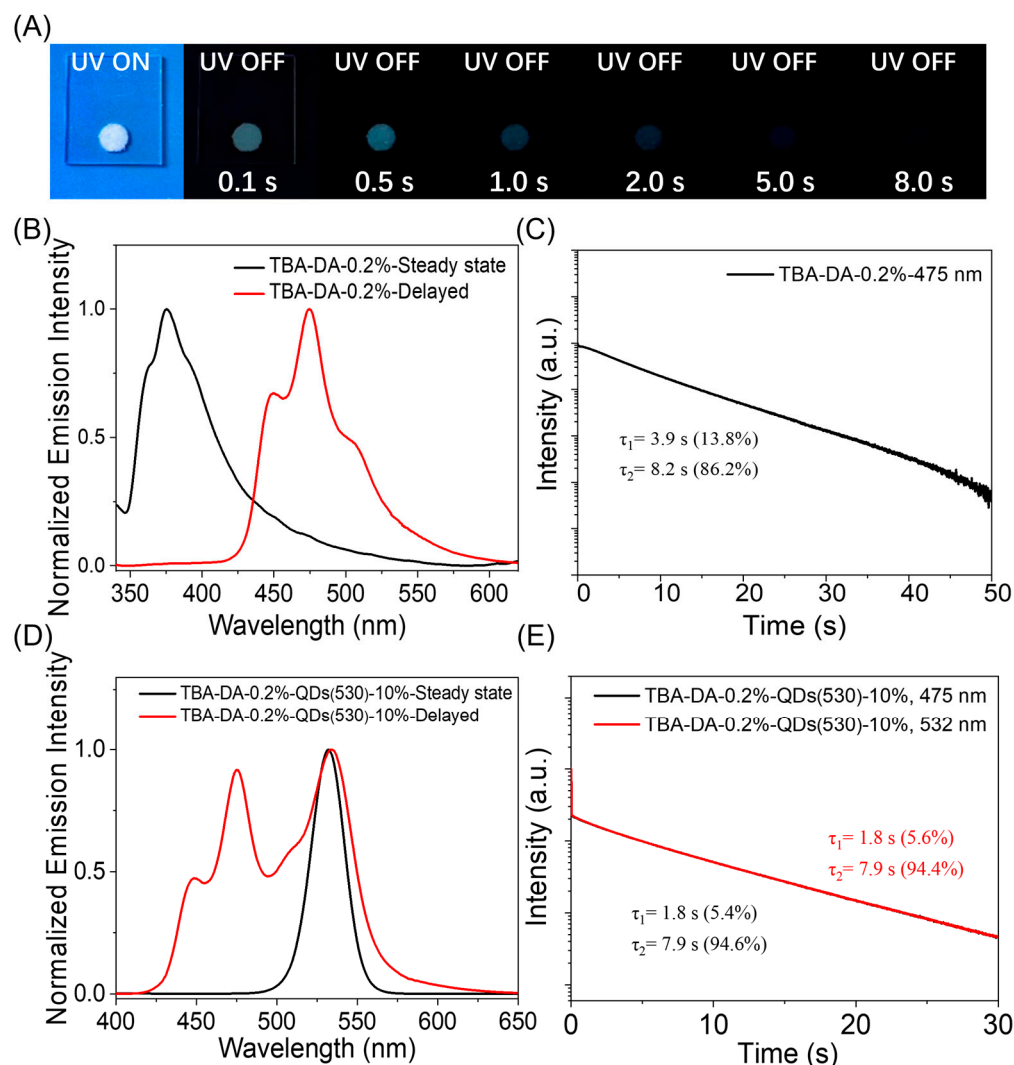 (A)
UV ON UV OFF UV OFF UV OFF UV OFF UV OFF UV OFF
0.1 s 0.5 s 1.0 s 2.0 s 5.0 s 8.0 s
(B)
Normalized Emission Intensity
1.0
0.5
0.0
TBA-DA-0.2%-Steady state
TBA-DA-0.2%-Delayed
350 400 450 500 550 600
Wavelength (nm)
(C)
Intensity (a.u.)
TBA-DA-0.2%-475 nm
τ1= 3.9 s (13.8%)
τ2= 8.2 s (86.2%)
0 10 20 30 40 50
Time (s)
(D)
Normalized Emission Intensity
1.0
0.5
0.0
TBA-DA-0.2%-QDs(530)-10%-Steady state
TBA-DA-0.2%-QDs(530)-10%-Delayed
400 450 500 550 600 650
Wavelength (nm)
(E)
Intensity (a.u.)
TBA-DA-0.2%-QDs(530)-10%, 475 nm
TBA-DA-0.2%-QDs(530)-10%, 532 nm
τ1= 1.8 s (5.6%)
τ2= 7.9 s (94.4%)
τ1= 1.8 s (5.4%)
τ2= 7.9 s (94.6%)
0 10 20 30
Time (s)